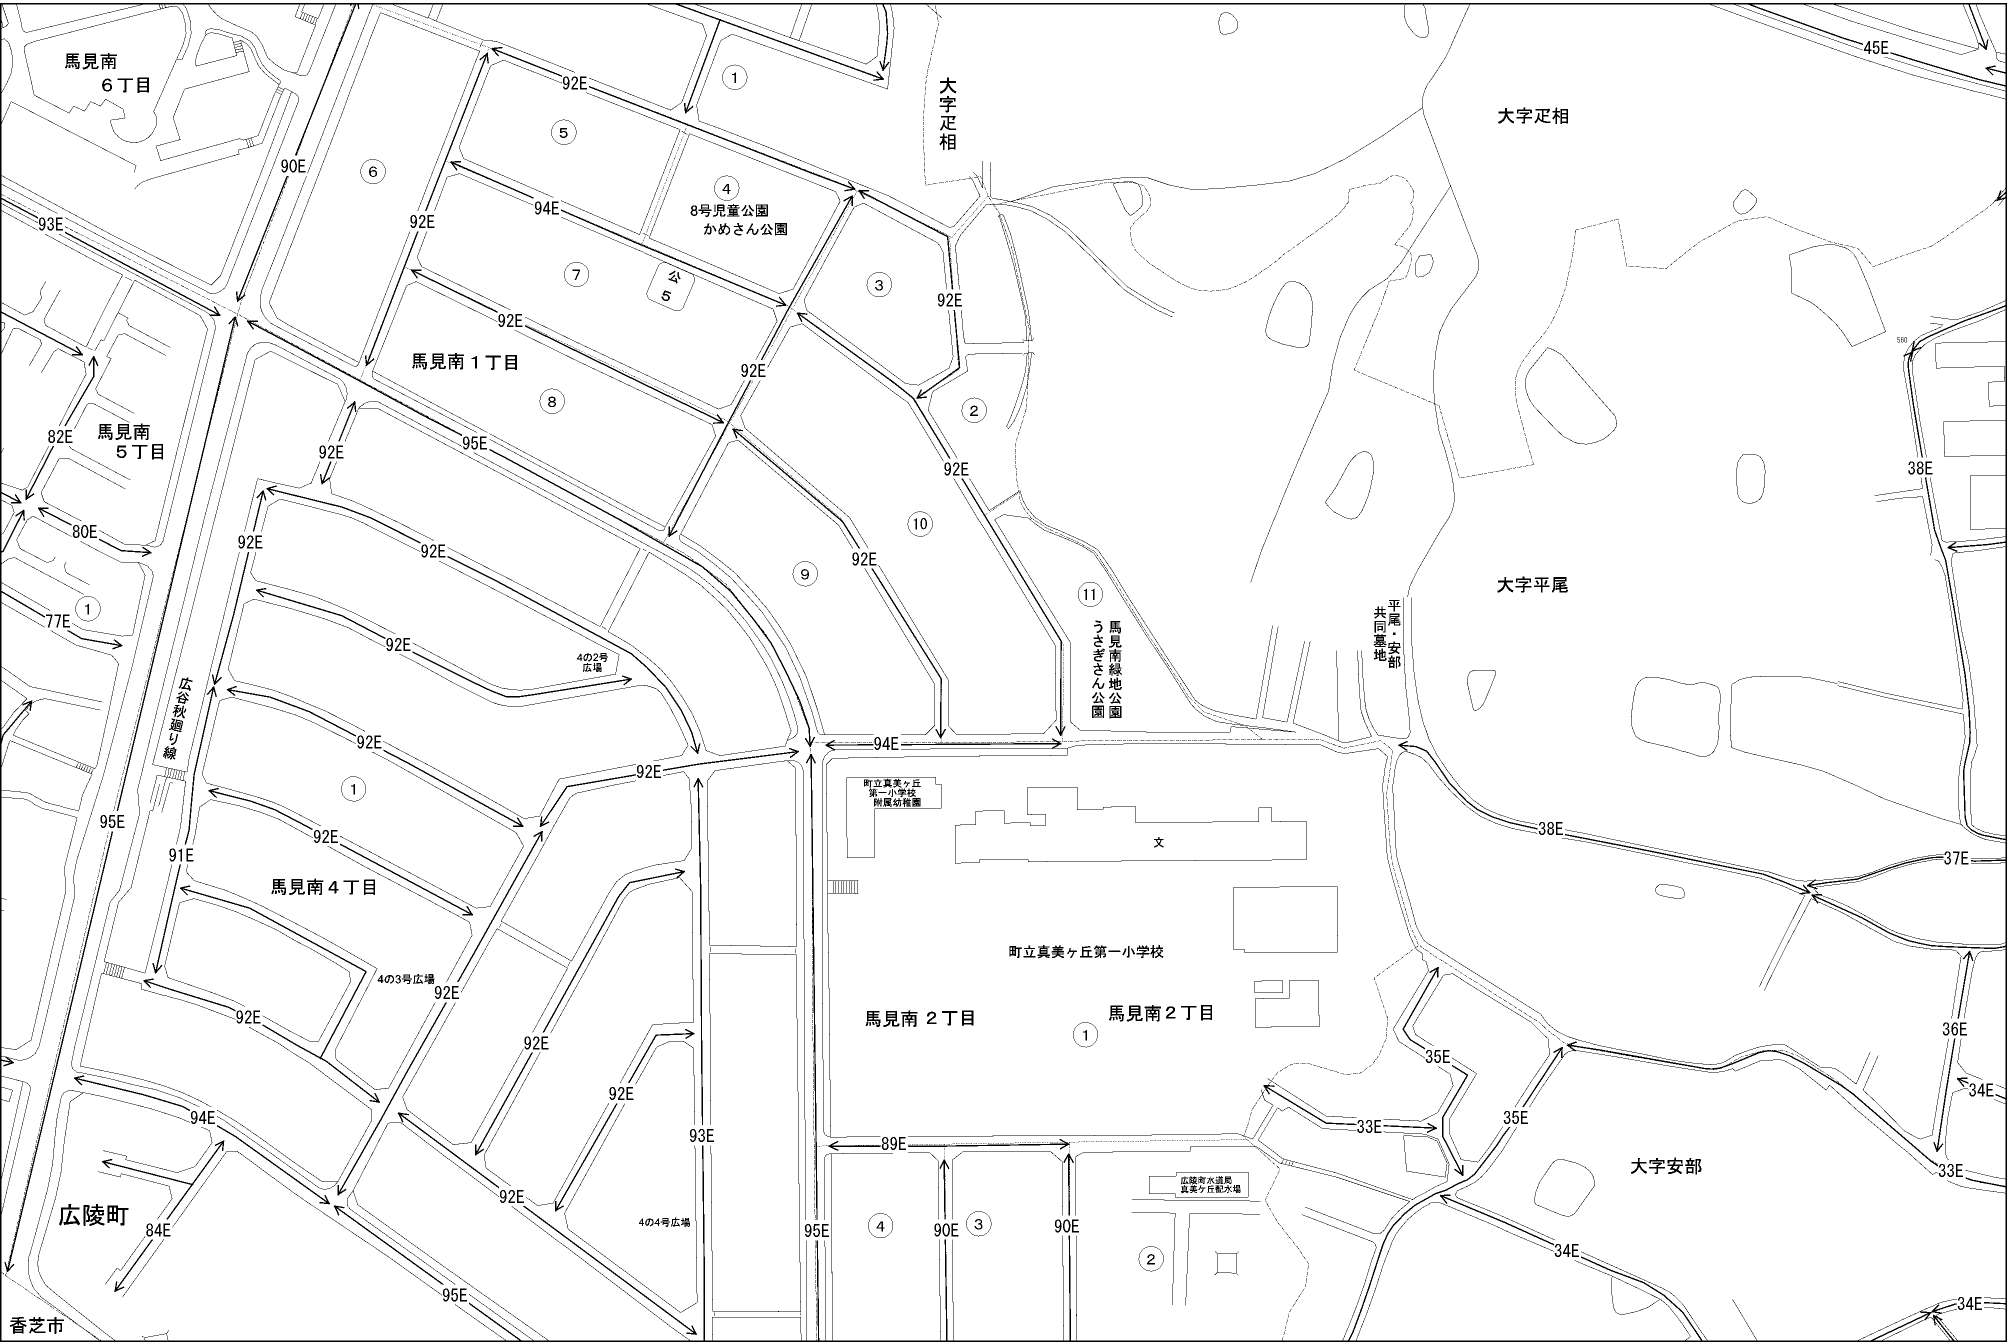 45E
馬見南
6丁目
①
92E
大字疋相
大字疋相
⑤
90E
⑥
④
8号児童公園
かめさん公園
94E
93E
92E
⑦
公
5
③
92E
92E
560
馬見南1丁目
92E
⑧
②
馬見南
5丁目
82E
92E
95E
92E
38E
80E
92E
92E
⑩
92E
⑨
①
77E
92E
⑪
馬見南緑地公園
うさぎさん公園
平尾・安部
共同墓地
大字平尾
4の2号
広場
広谷秋廻り線
92E
94E
92E
①
町立真美ヶ丘
第一小学校
附属幼稚園
文
95E
92E
91E
38E
37E
馬見南4丁目
4の3号広場
92E
92E
92E
町立真美ヶ丘第一小学校
馬見南2丁目
馬見南2丁目
①
35E
36E
34E
92E
94E
93E
89E
33E
35E
33E
大字安部
広陵町水道局
真美ケ丘配水場
92E
広陵町
84E
4の4号広場
95E
④
90E
③
90E
②
34E
95E
34E
香芝市